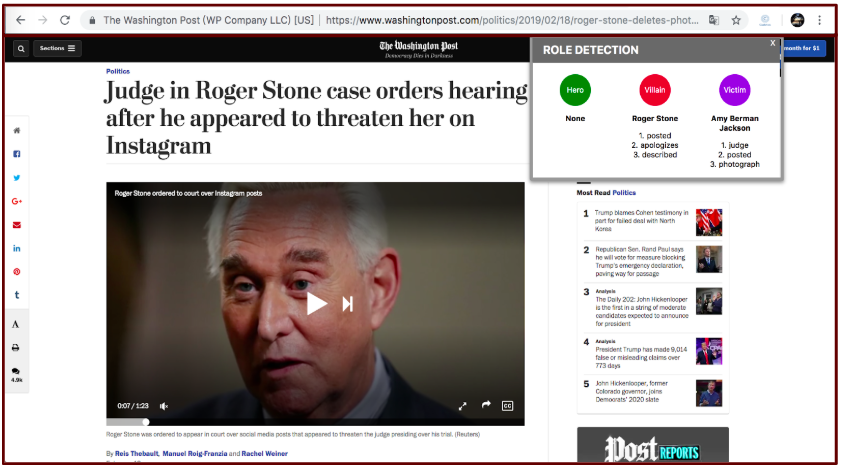 The Washington Post (WP Company LLC) [US] | https://www.washingtonpost.com/politics/2019/02/18/roger-stone-deletes-phot...
Sections
The Washington Post
Democracy Dies in Darkness
month for $1
ROLE DETECTION
X
Hero
Villain
Victim
None
Roger Stone
Amy Berman
Jackson
1. posted
2. apologizes
3. described
1. judge
2. posted
3. photograph
Politics
Judge in Roger Stone case orders hearing
after he appeared to threaten her on
Instagram
G+
in
t
A
4.9k
Roger Stone ordered to court over Instagram posts
0:07 / 1:23
CC
Roger Stone was ordered to appear in court over social media posts that appeared to threaten the judge presiding over his trial. (Reuters)
By Reis Thebault, Manuel Roig-Franzia and Rachel Weiner
Most Read Politics
1 Trump blames Cohen testimony in
part for failed deal with North
Korea
2 Republican Sen. Rand Paul says
he will vote for measure blocking
Trump's emergency declaration,
paving way for passage
3 Analysis
The Daily 202: John Hickenlooper
is the first in a string of moderate
candidates expected to announce
for president
4 Analysis
President Trump has made 9,014
false or misleading claims over
773 days
5 John Hickenlooper, former
Colorado governor, joins
Democrats' 2020 slate
Post REPORTS